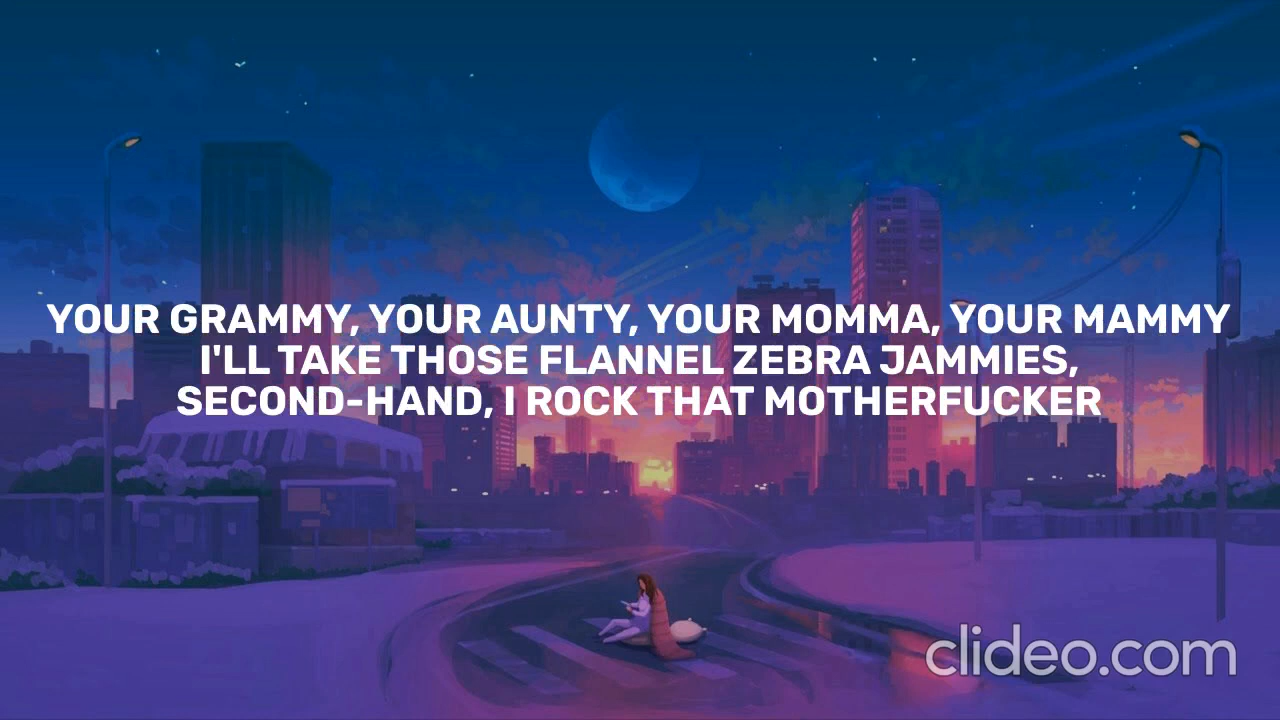 YOUR GRAMMY, YOUR AUNTY, YOUR MOMMA, YOUR MAMMY
I'LL TAKE THOSE FLANNEL ZEBRA JAMMIES,
SECOND-HAND, I ROCK THAT MOTHERFUCKER
clideo.com